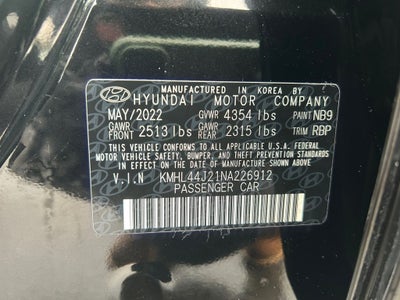 MANUFACTURED IN KOREA BY
HYUNDAI MOTOR COMPANY
MAY/2022 GVWR 4354 lbs PAINT NB9
GAWR FRONT 2513 lbs GAWR REAR 2315 lbs TRIM RBP
THIS VEHICLE CONFORMS TO ALL APPLICABLE U.S.A. FEDERAL
MOTOR VEHICLE SAFETY, BUMPER, AND THEFT PREVENTION STANDARDS
IN EFFECT ON THE DATE OF MANUFACTURE SHOWN ABOVE.
V.I.N KMHL44J21NA226912
PASSENGER CAR